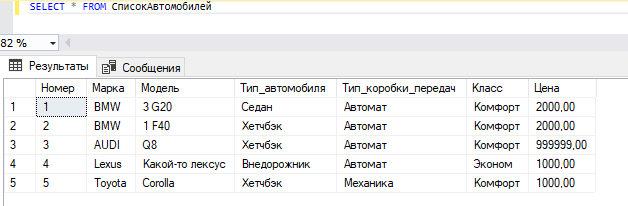 SELECT * FROM СписокАвтомобилей
82 %
Результаты Сообщения
Номер Марка Модель Тип_автомобиля Тип_коробки_передач Класс Цена
1 1 BMW 3 G20 Седан Автомат Комфорт 2000,00
2 2 BMW 1 F40 Хетчбэк Автомат Комфорт 2000,00
3 3 AUDI Q8 Хетчбэк Автомат Комфорт 999999,00
4 4 Lexus Какой-то лексус Внедорожник Автомат Эконом 1000,00
5 5 Toyota Corolla Хетчбэк Механика Комфорт 1000,00